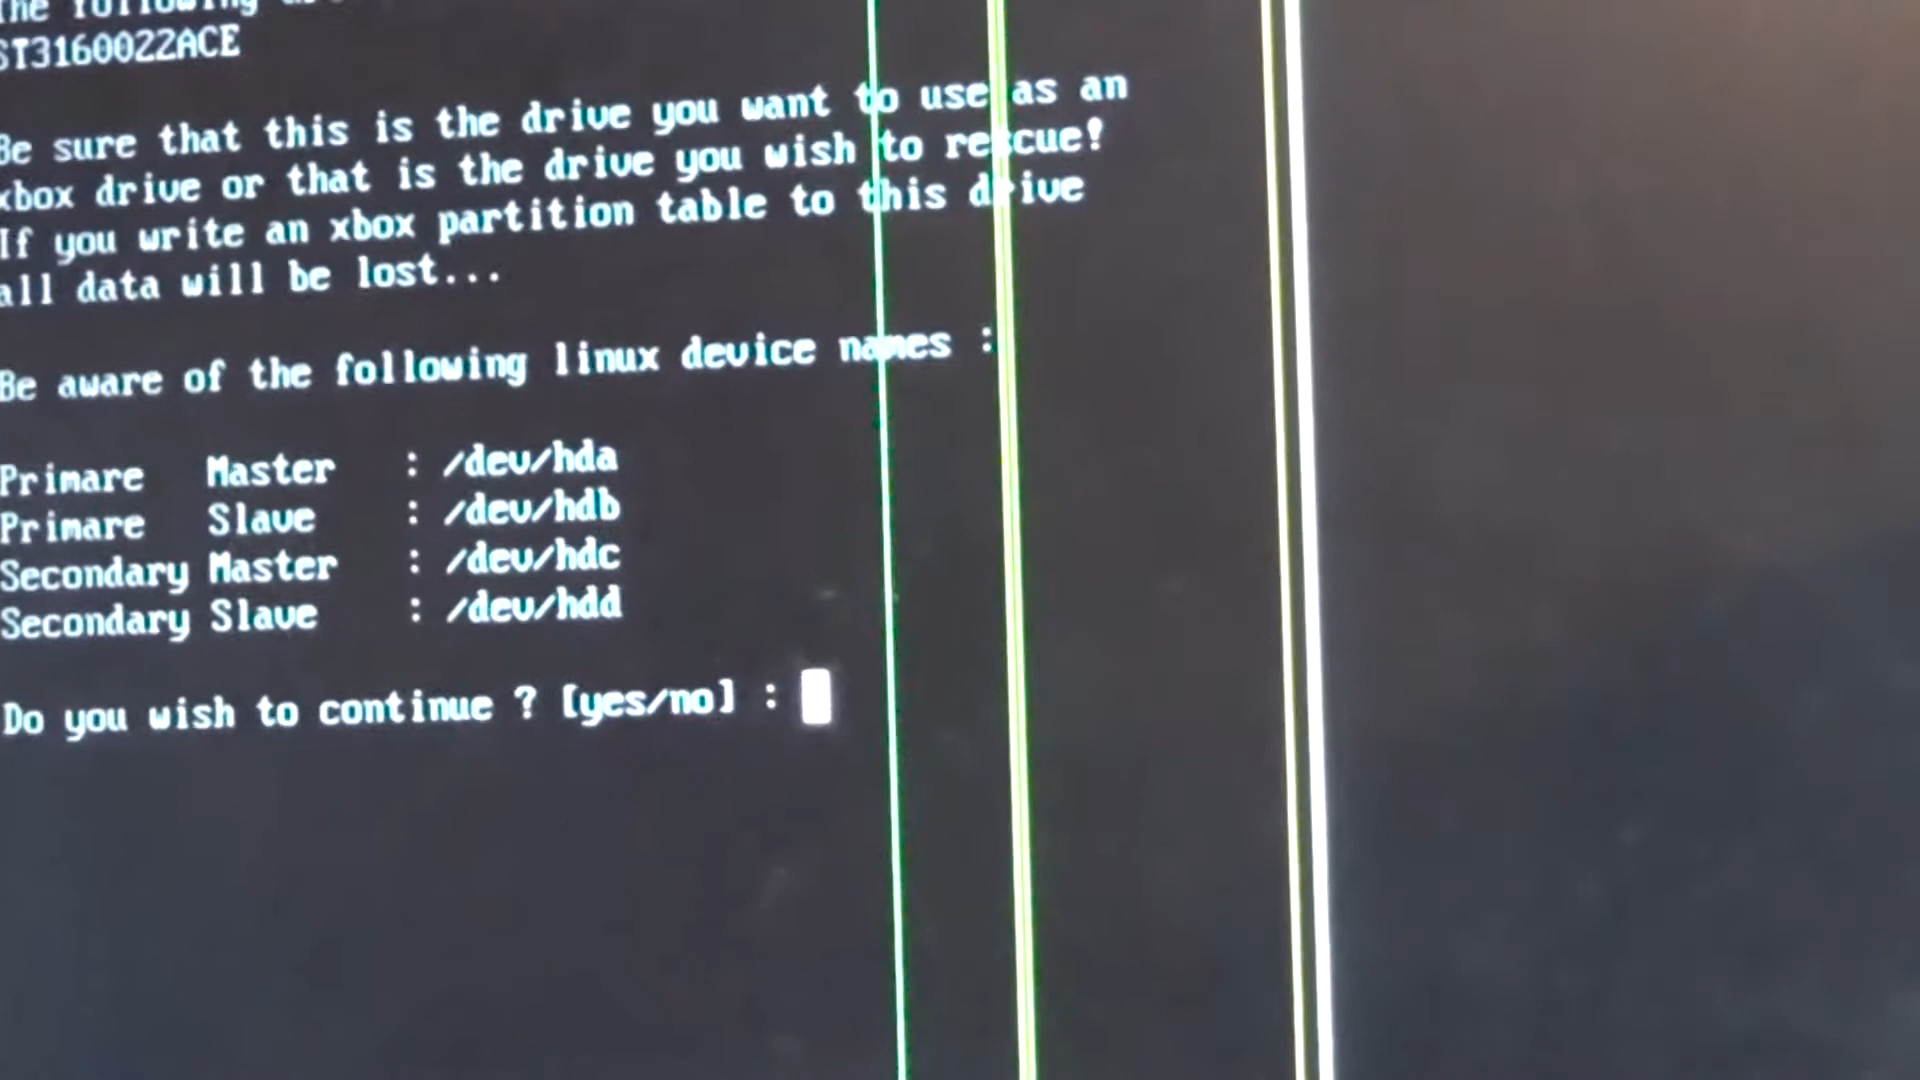 The following
ST3160022ACE
Be sure that this is the drive you want to use as an
xbox drive or that is the drive you wish to rescue!
If you write an xbox partition table to this drive
all data will be lost...
Be aware of the following linux device names :
Primare Master : /dev/hda
Primare Slave : /dev/hdb
Secondary Master : /dev/hdc
Secondary Slave : /dev/hdd
Do you wish to continue ? [yes/no] :